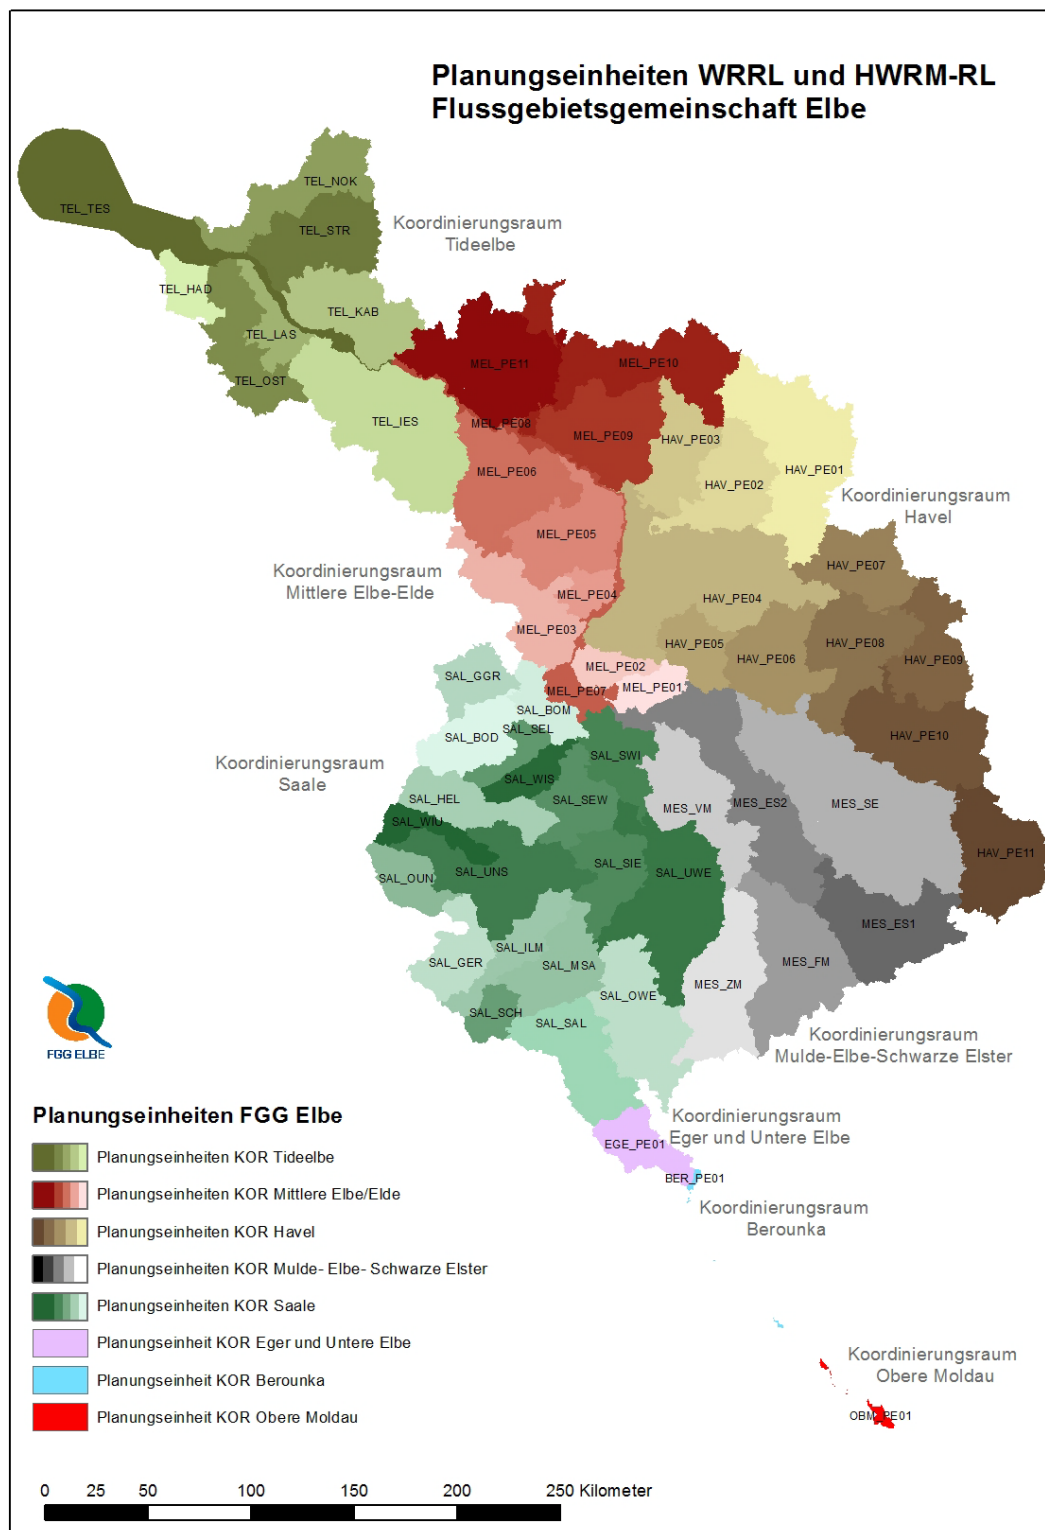 Planungseinheiten WRRL und HWRM-RL
Flussgebietsgemeinschaft Elbe
TEL_NOK
TEL_TES
TEL_STR
Koordinierungsraum
Tideelbe
TEL_HAD
TEL_KAB
TEL_LAS
TEL_OST
TEL_IES
MEL_PE11
MEL_PE10
MEL_PE08
MEL_PE09
MEL_PE06
MEL_PE05
HAV_PE03
HAV_PE02
HAV_PE01
Koordinierungsraum
Havel
Koordinierungsraum
Mittlere Elbe-Elde
MEL_PE04
MEL_PE03
MEL_PE02
MEL_PE07
MEL_PE01
HAV_PE07
HAV_PE04
HAV_PE05
HAV_PE06
HAV_PE08
HAV_PE09
HAV_PE10
HAV_PE11
SAL_GGR
SAL_BOM
SAL_SEL
SAL_BOD
SAL_SWI
Koordinierungsraum
Saale
SAL_WIS
SAL_HEL
SAL_SEW
SAL_WIU
SAL_SIE
SAL_OUN
SAL_UNS
SAL_UWE
MES_VM
MES_ES2
MES_SE
MES_ES1
SAL_ILM
SAL_GER
SAL_MSA
SAL_OWE
MES_ZM
MES_FM
SAL_SCH
SAL_SAL
Koordinierungsraum
Mulde-Elbe-Schwarze Elster
FGG ELBE
Koordinierungsraum
Eger und Untere Elbe
EGE_PE01
BER_PE01
Koordinierungsraum
Berounka
Koordinierungsraum
Obere Moldau
OBM_PE01
Planungseinheiten FGG Elbe
Planungseinheiten KOR Tideelbe
Planungseinheiten KOR Mittlere Elbe/Elde
Planungseinheiten KOR Havel
Planungseinheiten KOR Mulde- Elbe- Schwarze Elster
Planungseinheiten KOR Saale
Planungseinheit KOR Eger und Untere Elbe
Planungseinheit KOR Berounka
Planungseinheit KOR Obere Moldau
0 25 50 100 150 200 250 Kilometer